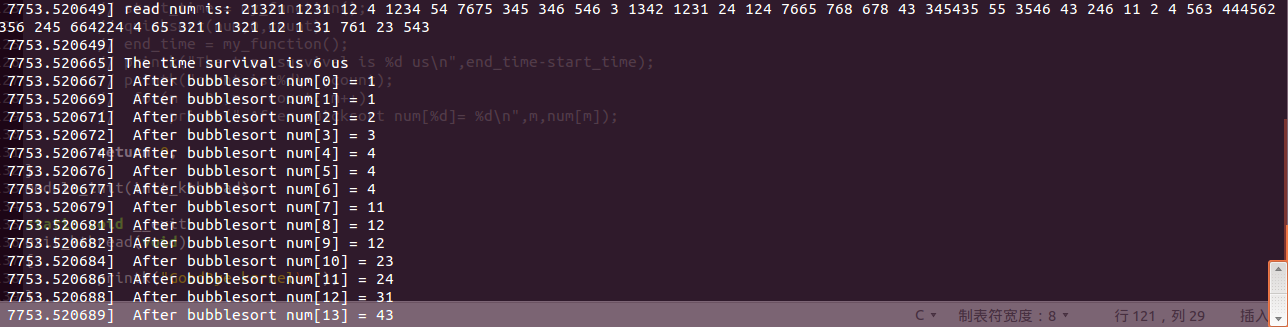 7753.520649] read num is: 21321 1231 12 4 1234 54 7675 345 346 546 3 1342 1231 24 124 7665 768 678 43 345435 55 3546 43 246 11 2 4 563 444562
356 245 664224 4 65 321 1 321 12 1 31 761 23 543
7753.520649] end_time = my_function();
7753.520665] The time survival is 6 us
is %d us\n",end_time-start_time);
7753.520667]  After bubblesort num[0] = 1
7753.520669]  After bubblesort num[1] = 1
7753.520671]  After bubblesort num[2] = 2
num[%d]= %d\n",m,num[m]);
7753.520672]  After bubblesort num[3] = 3
7753.520674]  After bubblesort num[4] = 4
7753.520676]  After bubblesort num[5] = 4
7753.520677]  After bubblesort num[6] = 4
7753.520679]  After bubblesort num[7] = 11
7753.520681]  After bubblesort num[8] = 12
7753.520682]  After bubblesort num[9] = 12
7753.520684]  After bubblesort num[10] = 23
7753.520686]  After bubblesort num[11] = 24
7753.520688]  After bubblesort num[12] = 31
7753.520689]  After bubblesort num[13] = 43
C 制表符宽度：8 行 121，列 29 插入